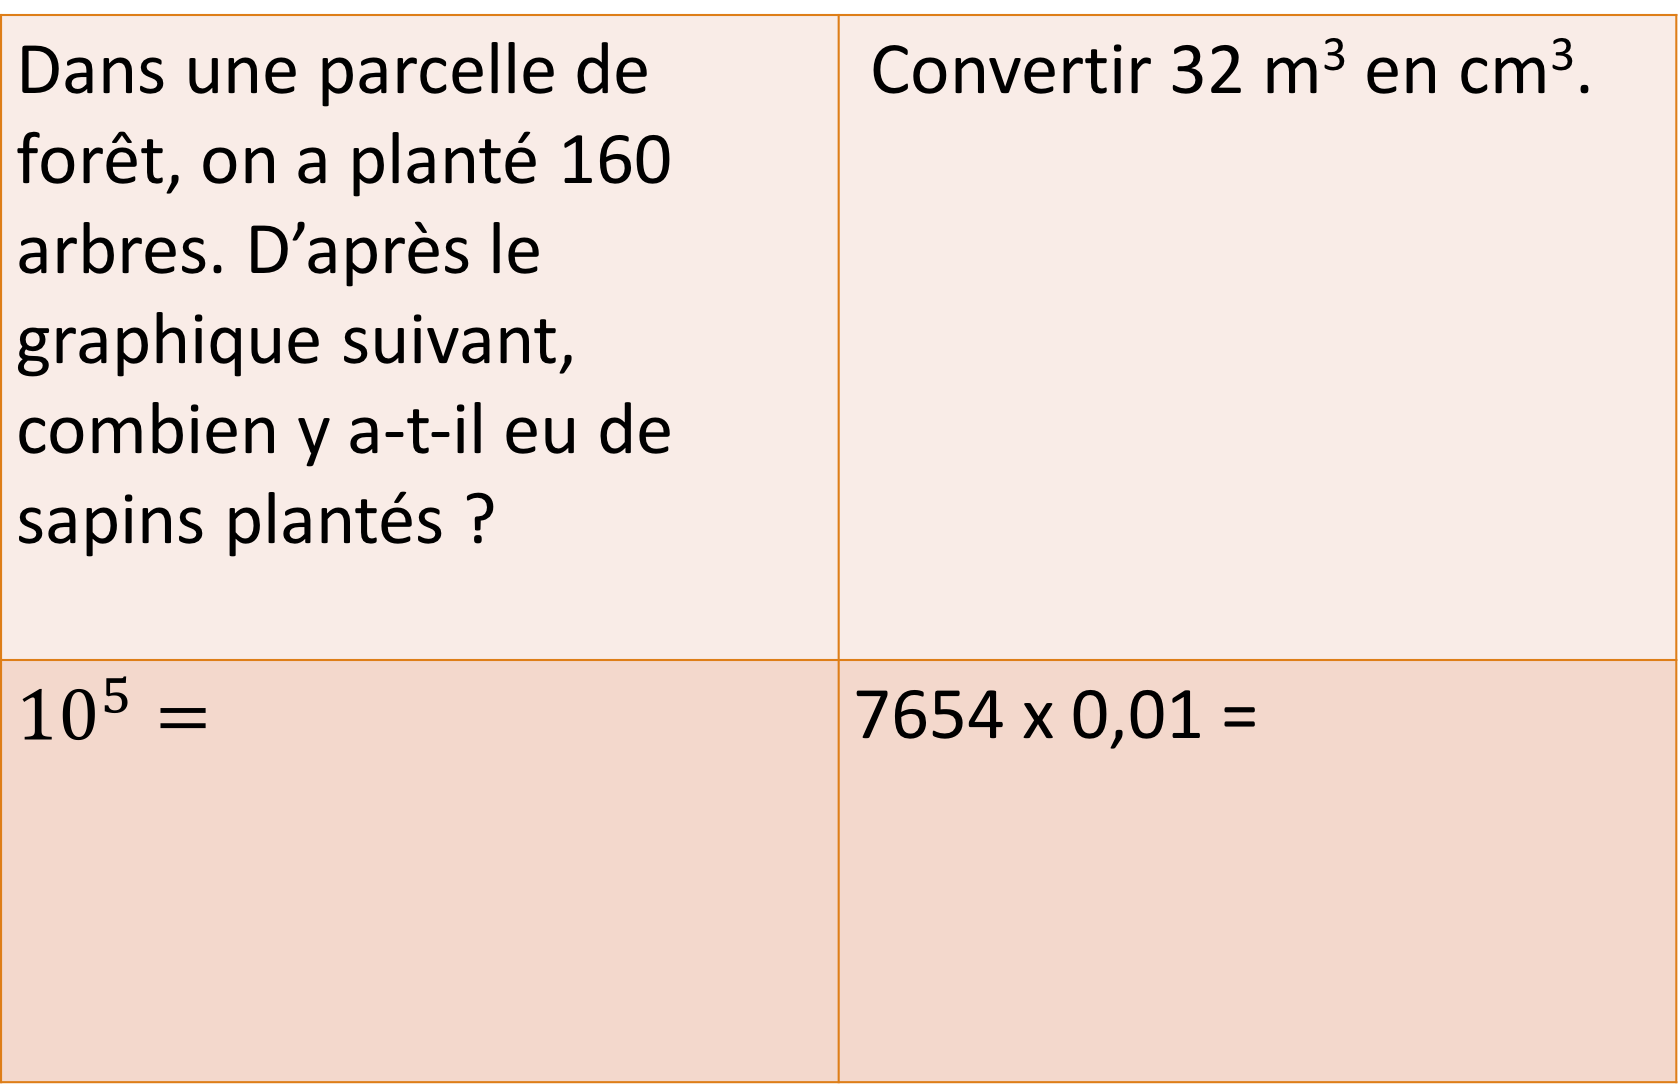 Dans une parcelle de
forêt, on a planté 160
arbres. D’après le
graphique suivant,
combien y a-t-il eu de
sapins plantés ?
Convertir 32 m³ en cm³.
10⁵ =
7654 x 0,01 =